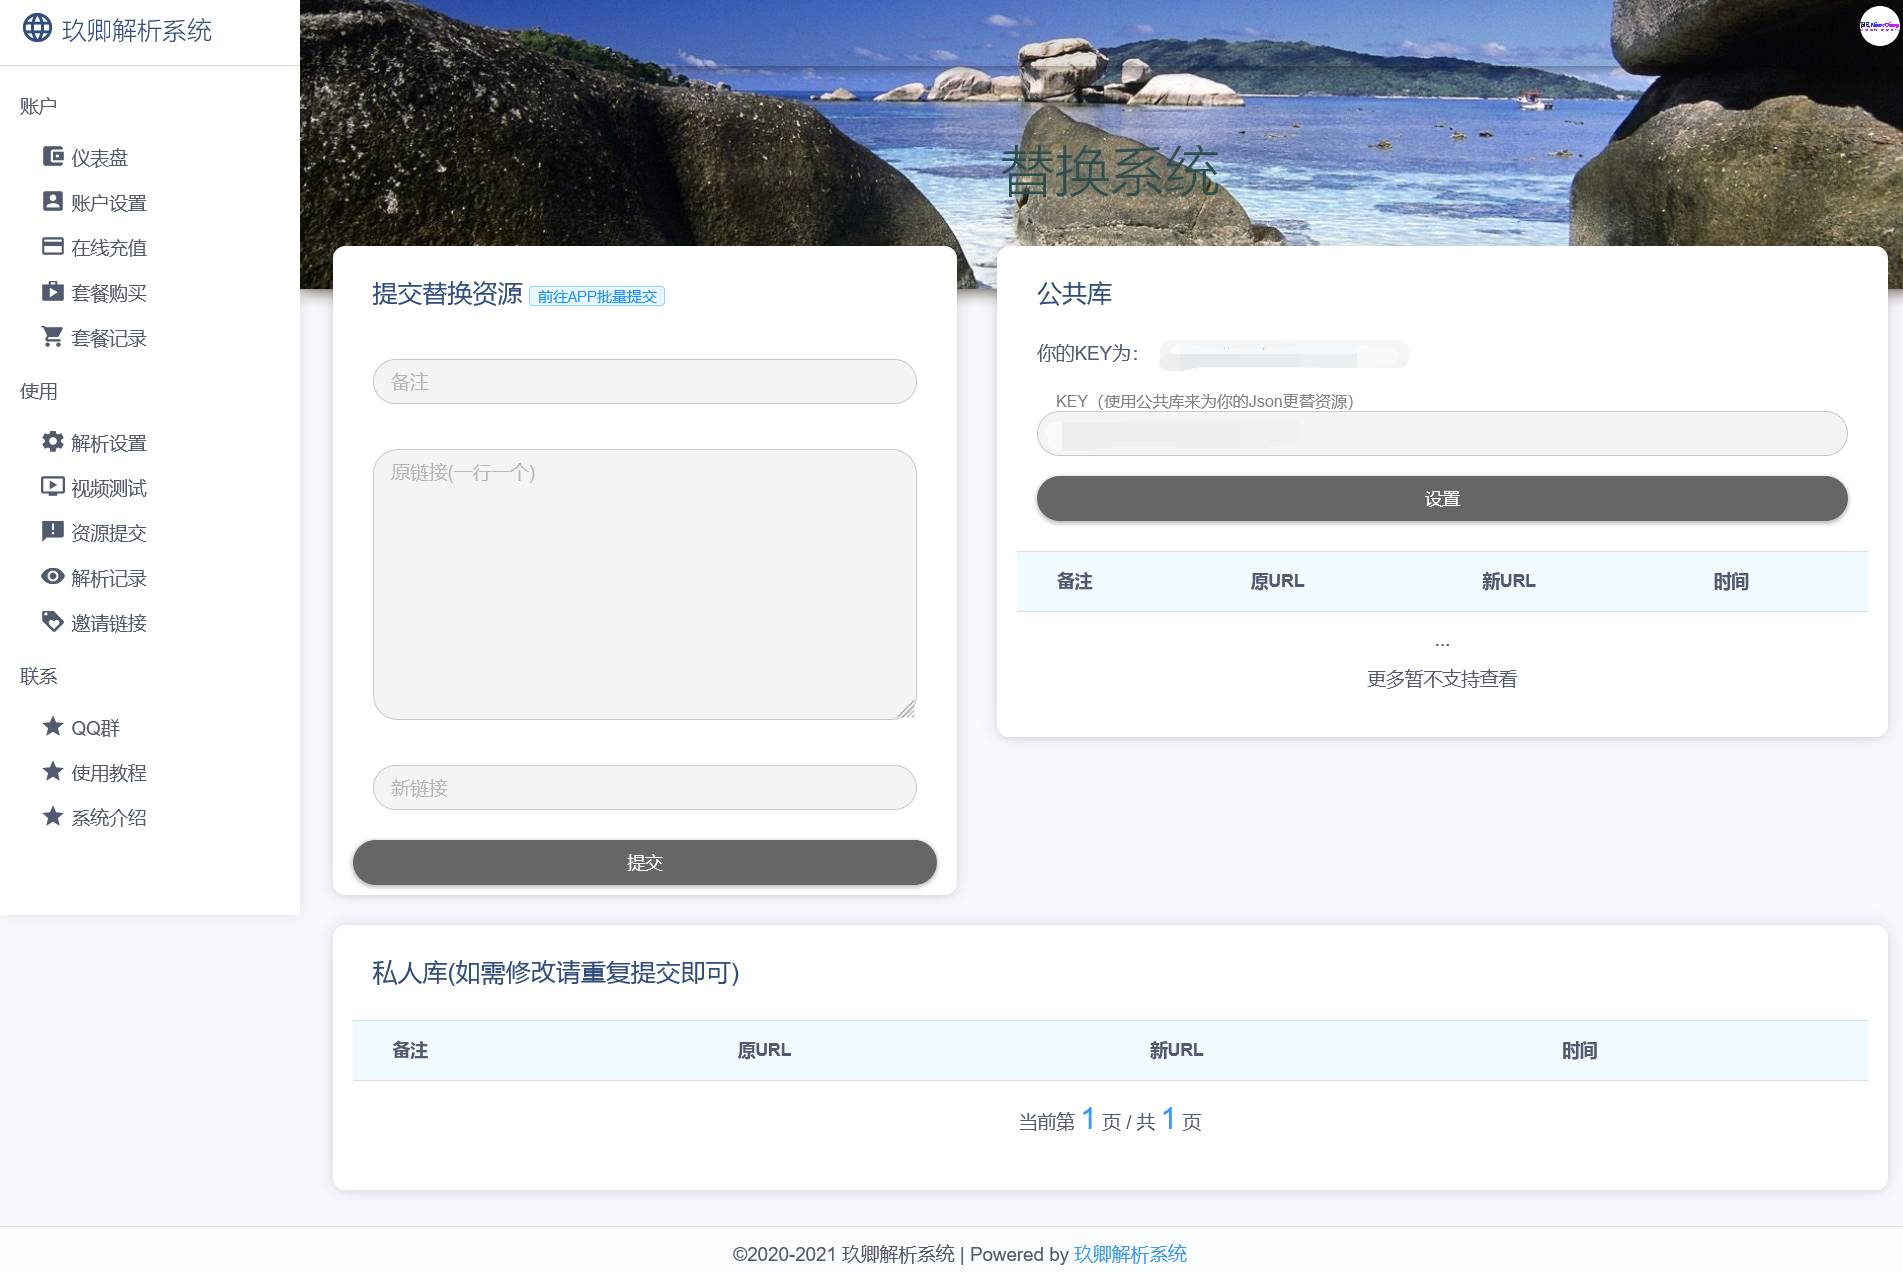 玖卿解析系统
账户
仪表盘
账户设置
在线充值
套餐购买
套餐记录
使用
解析设置
视频测试
资源提交
解析记录
邀请链接
联系
QQ群
使用教程
系统介绍
替换系统
提交替换资源 前往APP批量提交
备注
原链接(一行一个)
新链接
提交
公共库
你的KEY为：
KEY（使用公共库来为你的Json更替资源）
设置
备注 原URL 新URL 时间
...
更多暂不支持查看
私人库(如需修改请重复提交即可)
备注 原URL 新URL 时间
当前第 1 页 / 共 1 页
©2020-2021 玖卿解析系统 | Powered by 玖卿解析系统